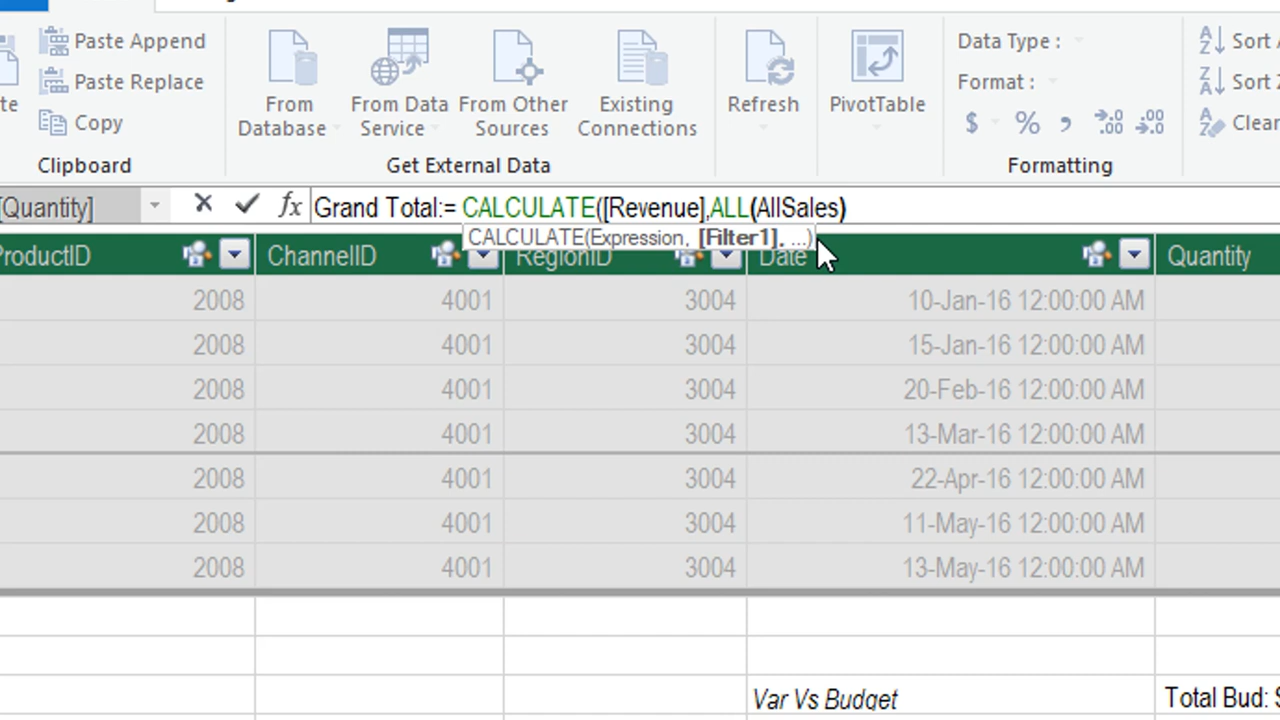 Paste Append
Paste Replace
Copy
Clipboard
From Database
From Data Service
From Other Sources
Existing Connections
Get External Data
Refresh
PivotTable
Data Type :
Format :
$ % ,
Formatting
Sort
Sort
Clear
[Quantity] fx Grand Total:= CALCULATE([Revenue],ALL(AllSales)
CALCULATE(Expression, [Filter1], ...)
ProductID ChannelID RegionID Date Quantity
2008 4001 3004 10-Jan-16 12:00:00 AM
2008 4001 3004 15-Jan-16 12:00:00 AM
2008 4001 3004 20-Feb-16 12:00:00 AM
2008 4001 3004 13-Mar-16 12:00:00 AM
2008 4001 3004 22-Apr-16 12:00:00 AM
2008 4001 3004 11-May-16 12:00:00 AM
2008 4001 3004 13-May-16 12:00:00 AM
Var Vs Budget Total Bud: